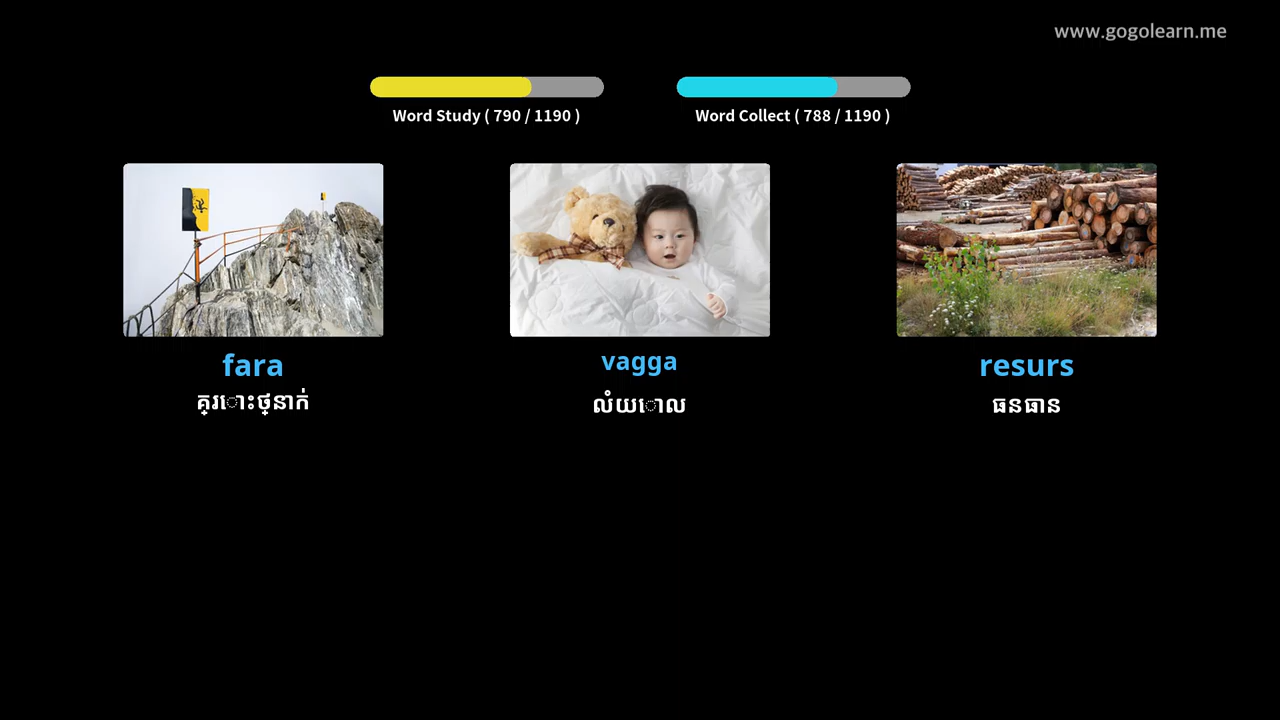 www.gogolearn.me
Word Study ( 790 / 1190 )
Word Collect ( 788 / 1190 )
fara
vagga
resurs
គ្រោះថ្នាក់
លំយោល
ធនធាន